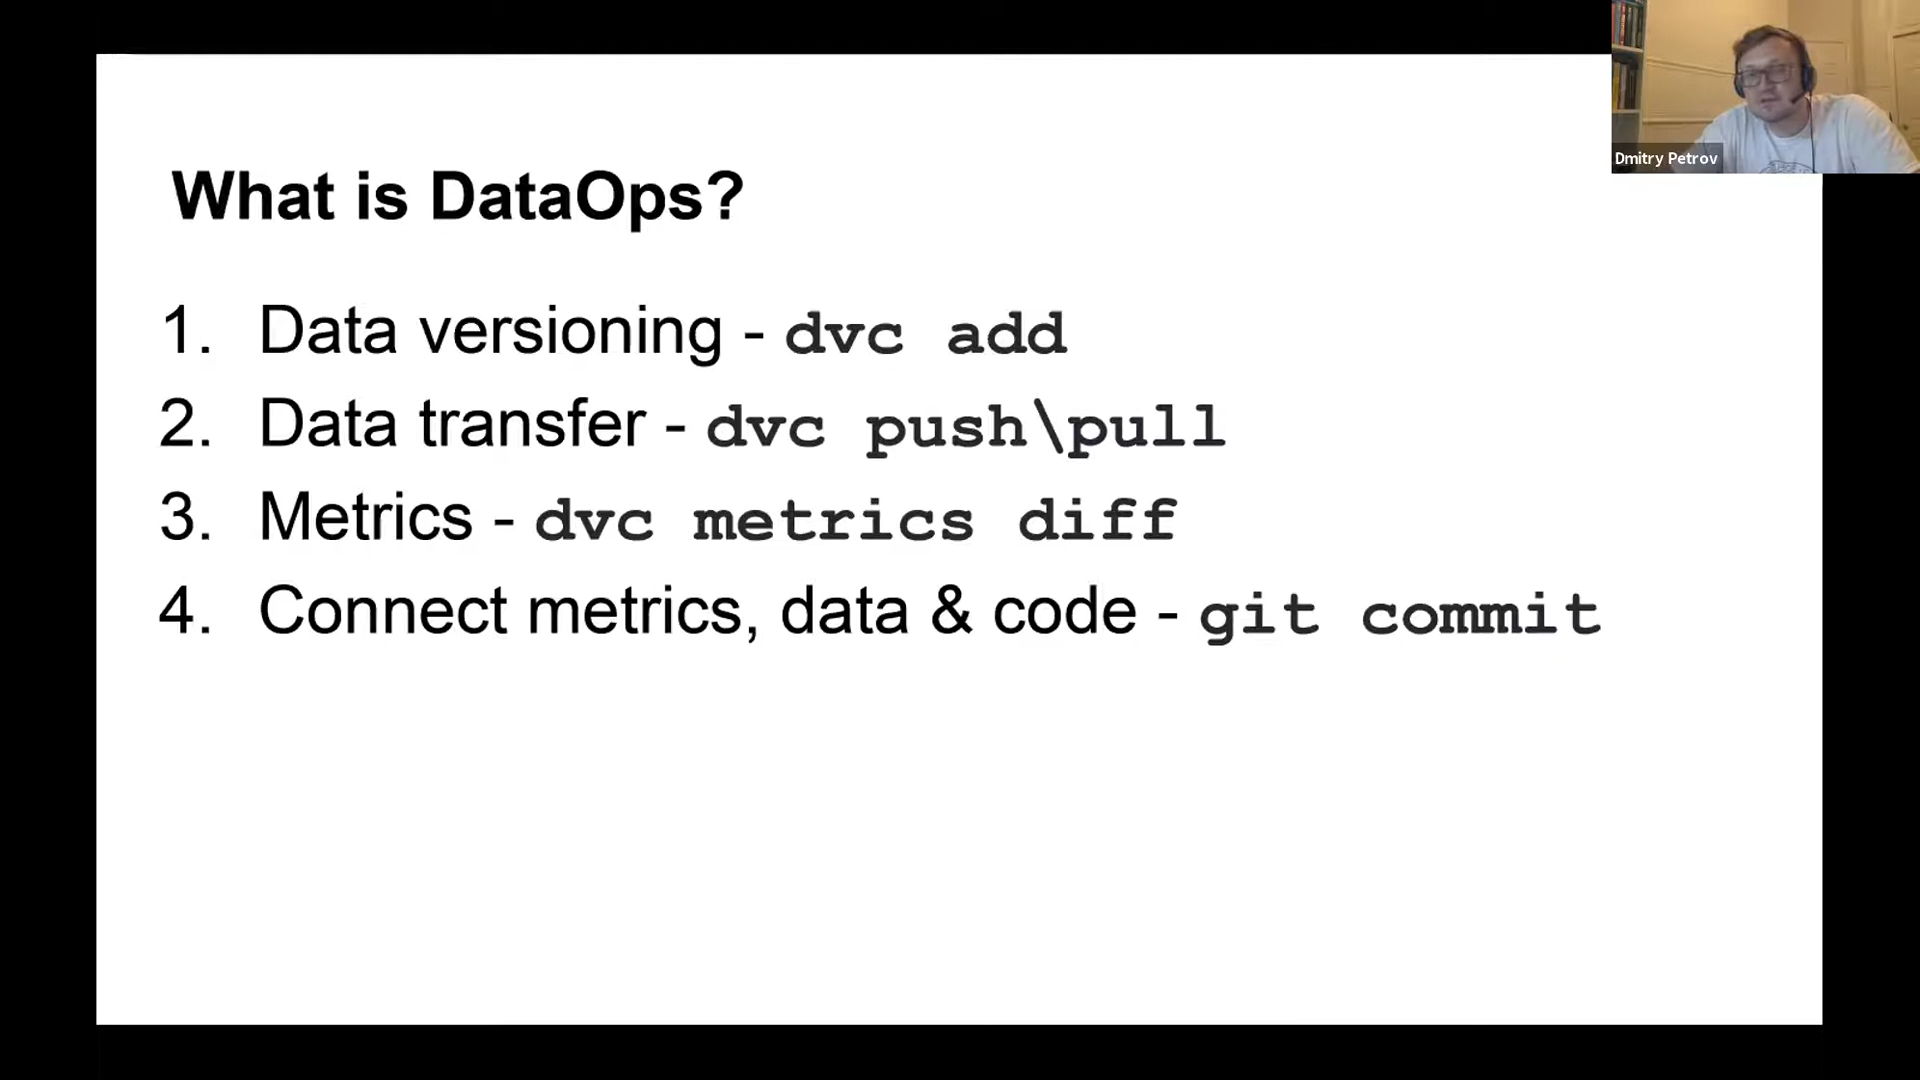 Dmitry Petrov
What is DataOps?
1. Data versioning - dvc add
2. Data transfer - dvc push\pull
3. Metrics - dvc metrics diff
4. Connect metrics, data & code - git commit